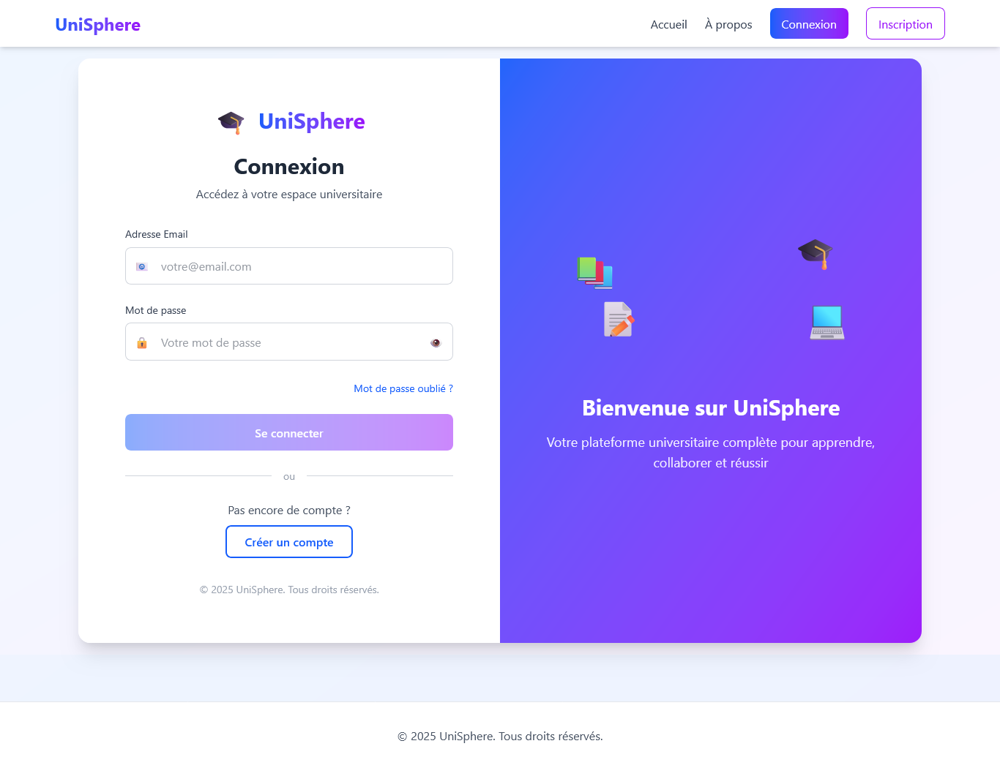 UniSphere
Accueil
À propos
Connexion
Inscription
UniSphere
Connexion
Accédez à votre espace universitaire
Adresse Email
votre@email.com
Mot de passe
Votre mot de passe
Mot de passe oublié ?
Se connecter
ou
Pas encore de compte ?
Créer un compte
© 2025 UniSphere. Tous droits réservés.
Bienvenue sur UniSphere
Votre plateforme universitaire complète pour apprendre,
collaborer et réussir
© 2025 UniSphere. Tous droits réservés.